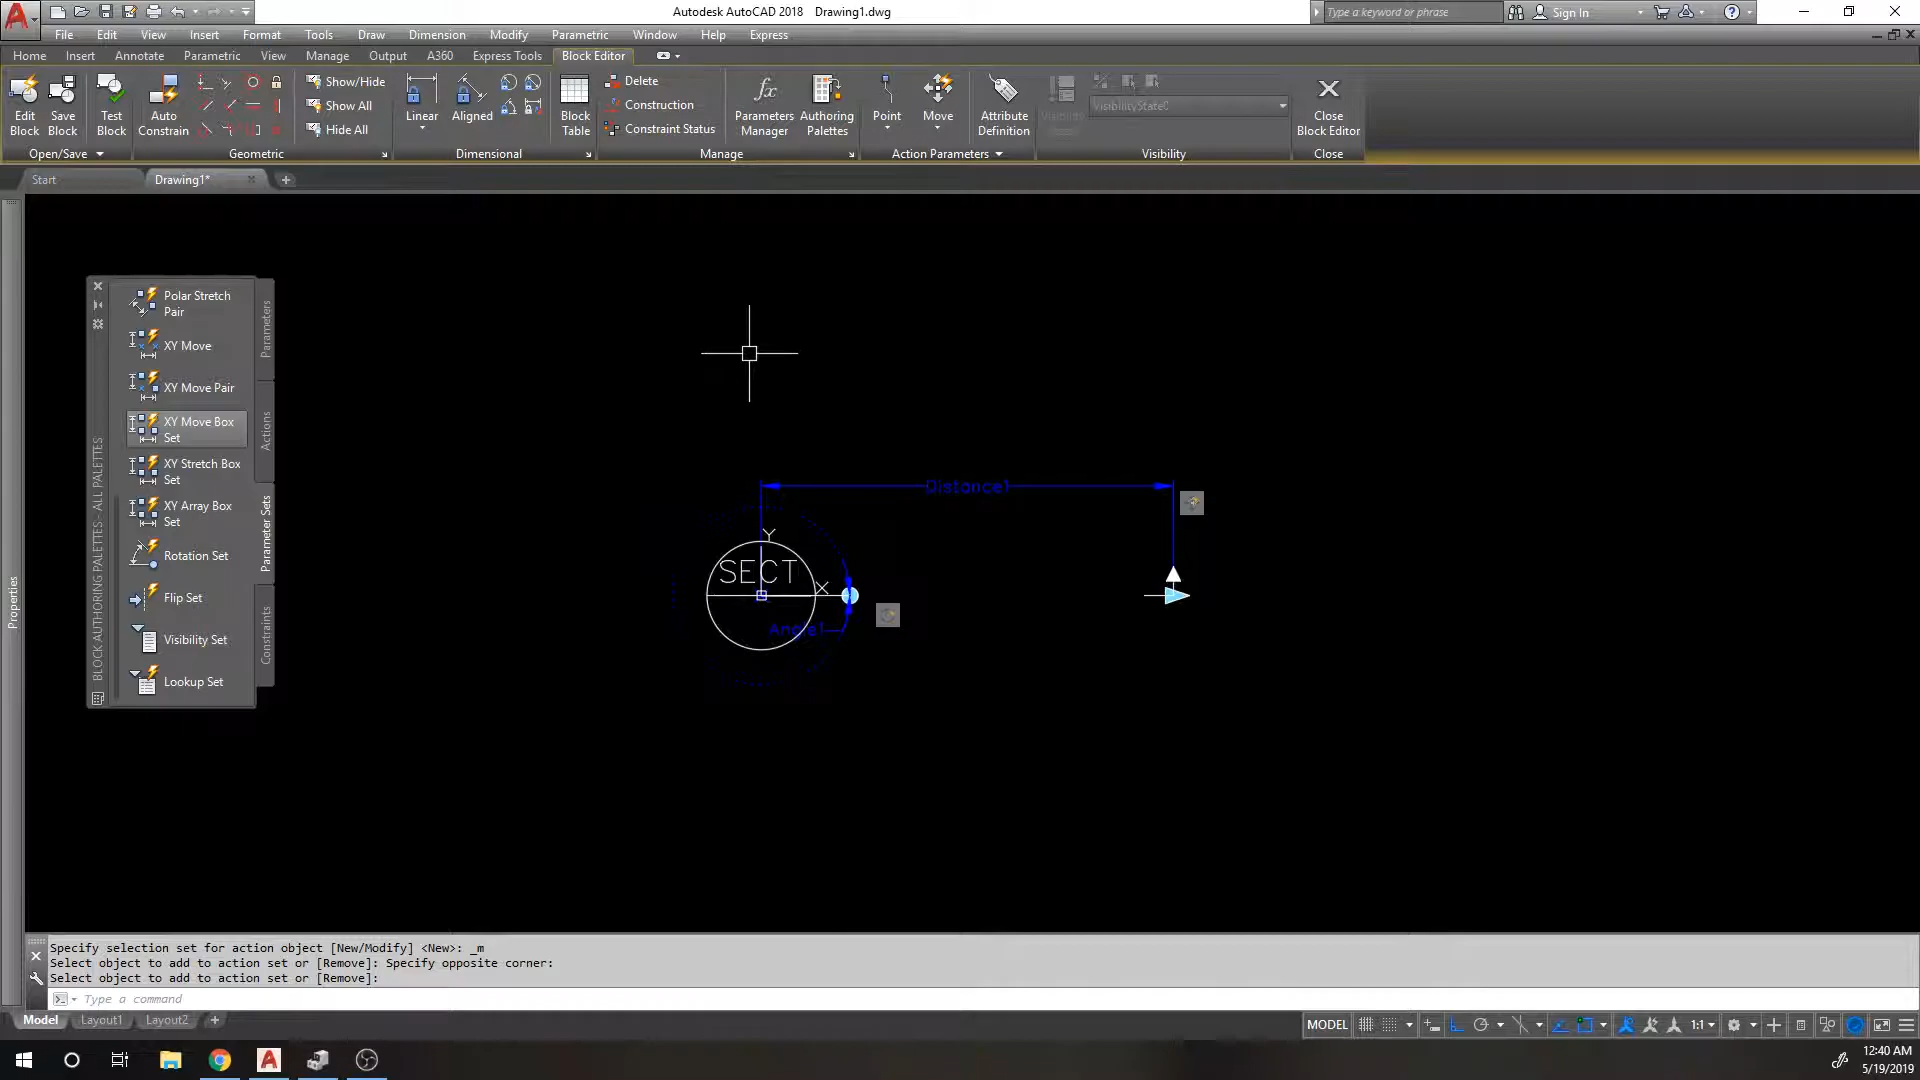 Autodesk AutoCAD 2018 Drawing1.dwg
Type a keyword or phrase
Sign In
File Edit View Insert Format Tools Draw Dimension Modify Parametric Window Help Express
Home Insert Annotate Parametric View Manage Output A360 Express Tools Block Editor
Edit Block
Save Block
Test Block
Auto Constrain
Show/Hide
Show All
Hide All
Linear
Aligned
Block Table
Delete
Construction
Constraint Status
Parameters Manager
Authoring Palettes
Point
Move
Attribute Definition
VisibilityState0
Close Block Editor
Open/Save
Geometric
Dimensional
Manage
Action Parameters
Visibility
Close
Start
Drawing1*
Properties
BLOCK AUTHORING PALETTES - ALL PALETTES
Polar Stretch
Pair
XY Move
XY Move Pair
XY Move Box
Set
XY Stretch Box
Set
XY Array Box
Set
Rotation Set
Flip Set
Visibility Set
Lookup Set
Parameters
Actions
Parameter Sets
Constraints
Distance1
Y
SECT
X
Angle1
Specify selection set for action object [New/Modify] <New>: _m
Select object to add to action set or [Remove]: Specify opposite corner:
Select object to add to action set or [Remove]:
Type a command
Model Layout1 Layout2
MODEL
1:1
12:40 AM
5/19/2019